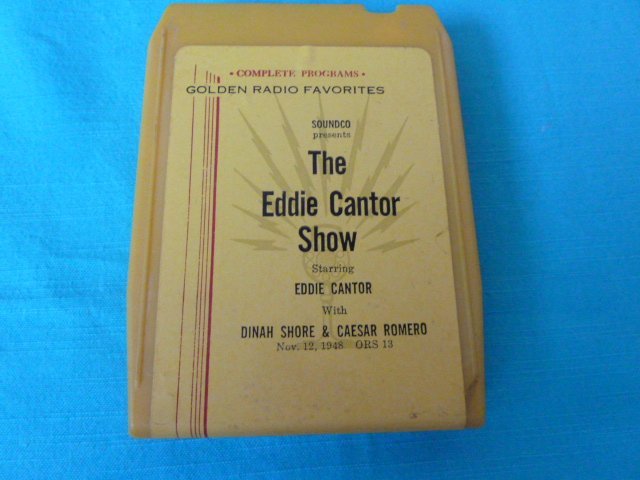 • COMPLETE PROGRAMS •
GOLDEN RADIO FAVORITES
SOUNDCO
presents
The
Eddie Cantor
Show
Starring
EDDIE CANTOR
With
DINAH SHORE & CAESAR ROMERO
Nov. 12, 1948 ORS 13